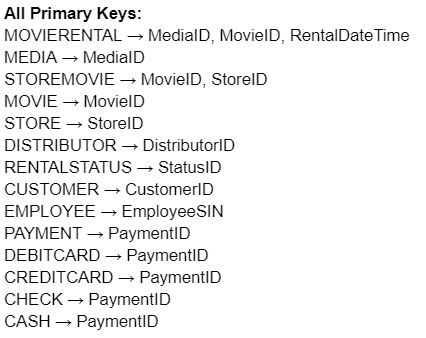 All Primary Keys:
MOVIERENTAL → MediaID, MovieID, RentalDateTime
MEDIA → MediaID
STOREMOVIE → MovieID, StoreID
MOVIE → MovieID
STORE → StoreID
DISTRIBUTOR → DistributorID
RENTALSTATUS → StatusID
CUSTOMER → CustomerID
EMPLOYEE → EmployeeSIN
PAYMENT → PaymentID
DEBITCARD → PaymentID
CREDITCARD → PaymentID
CHECK → PaymentID
CASH → PaymentID